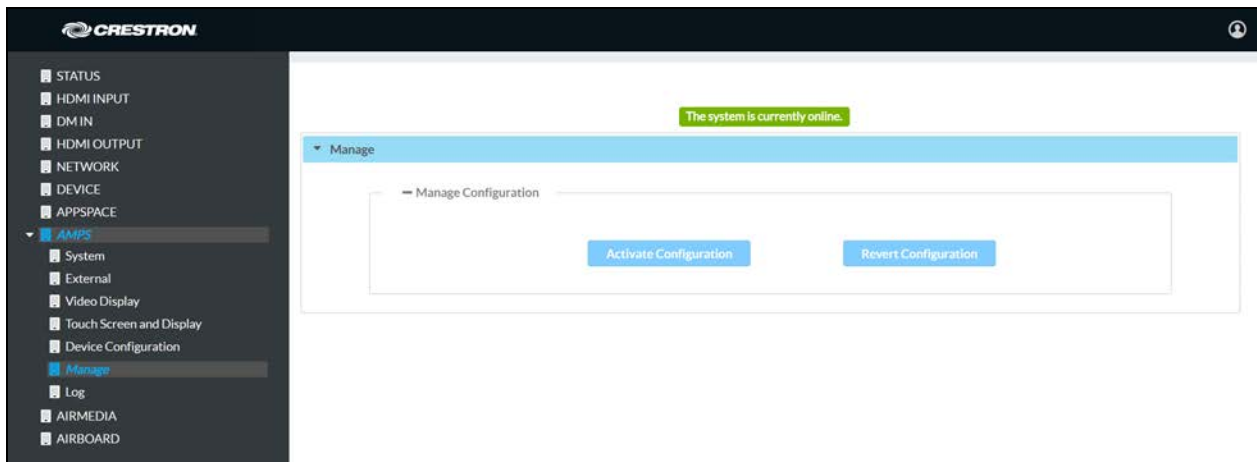 CRESTRON
STATUS
HDMI INPUT
DM IN
HDMI OUTPUT
NETWORK
DEVICE
APPSPACE
AMPS
System
External
Video Display
Touch Screen and Display
Device Configuration
Manage
Log
AIRMEDIA
AIRBOARD
The system is currently online.
Manage
Manage Configuration
Activate Configuration
Revert Configuration